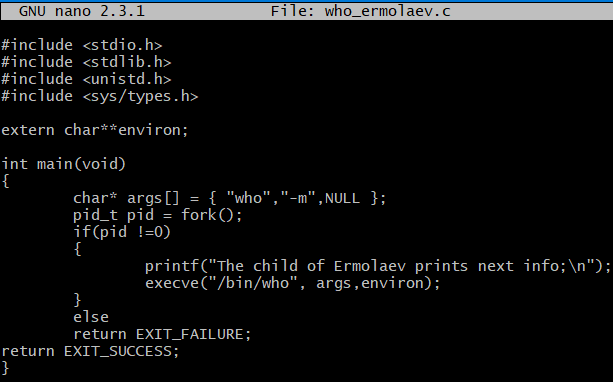 GNU nano 2.3.1 File: who_ermolaev.c
#include <stdio.h>
#include <stdlib.h>
#include <unistd.h>
#include <sys/types.h>
extern char**environ;
int main(void)
{
char* args[] = { "who","-m",NULL };
pid_t pid = fork();
if(pid !=0)
{
printf("The child of Ermolaev prints next info;\n");
execve("/bin/who", args,environ);
}
else
return EXIT_FAILURE;
return EXIT_SUCCESS;
}